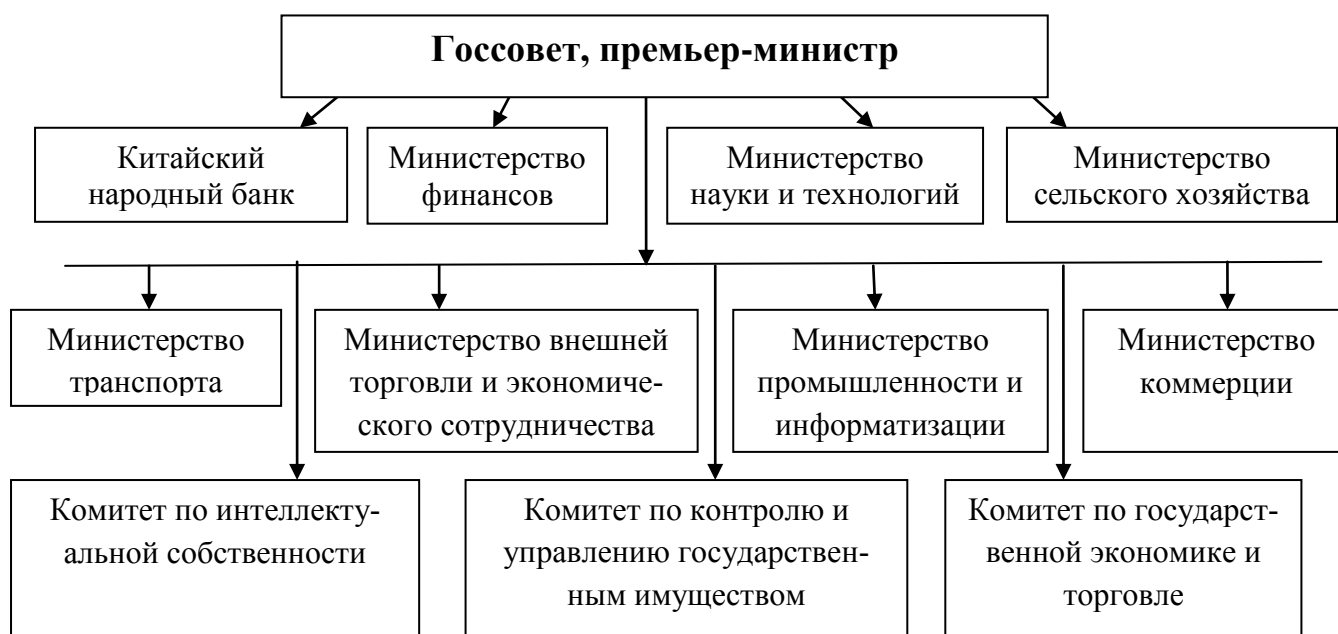 Госсовет, премьер-министр
Китайский
народный банк
Министерство
финансов
Министерство
науки и технологий
Министерство
сельского хозяйства
Министерство
транспорта
Министерство внешней
торговли и экономиче-
ского сотрудничества
Министерство
промышленности и
информатизации
Министерство
коммерции
Комитет по интеллекту-
альной собственности
Комитет по контролю и
управлению государствен-
ным имуществом
Комитет по государст-
венной экономике и
торговле